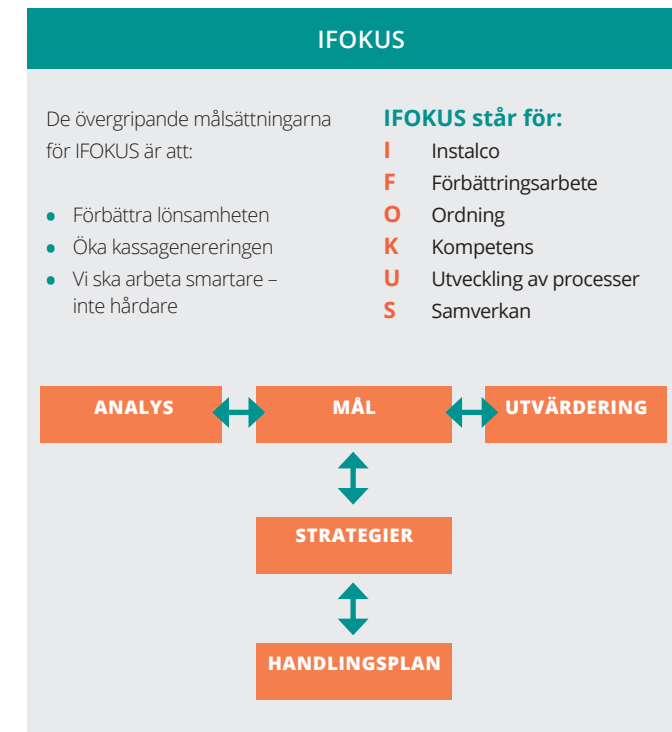 IFOKUS
De övergripande målsättningarna
för IFOKUS är att:
• Förbättra lönsamheten
• Öka kassagenereringen
• Vi ska arbeta smartare –
inte hårdare
IFOKUS står för:
I Instalco
F Förbättringsarbete
O Ordning
K Kompetens
U Utveckling av processer
S Samverkan
ANALYS
MÅL
UTVÄRDERING
STRATEGIER
HANDLINGSPLAN